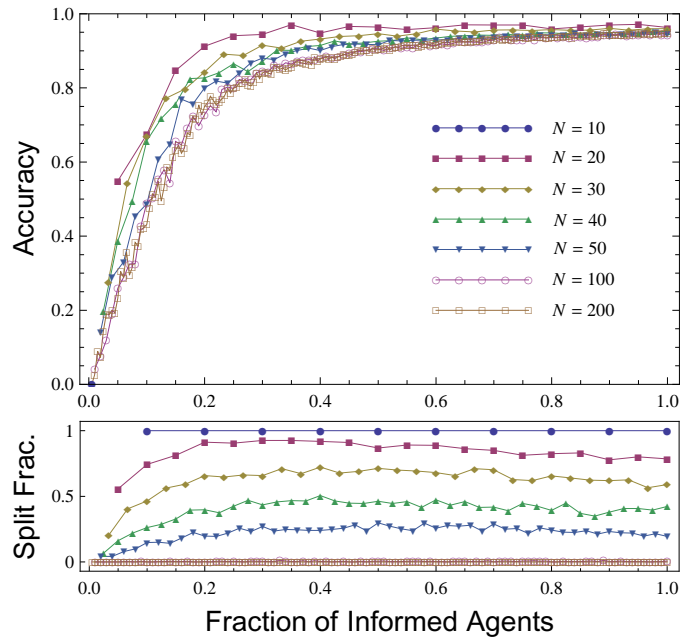 1.0
0.8
0.6
0.4
0.2
0.0
Accuracy
N = 10
N = 20
N = 30
N = 40
N = 50
N = 100
N = 200
0.0 0.2 0.4 0.6 0.8 1.0
1
0.5
0
Split Frac.
0.0 0.2 0.4 0.6 0.8 1.0
Fraction of Informed Agents